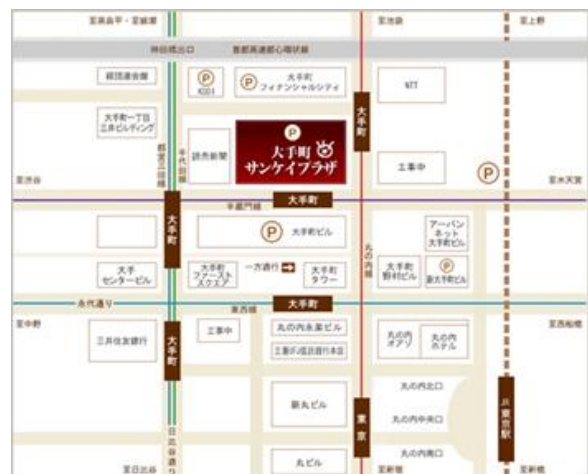 至池袋
至上野
神田橋出口
首都高速都心環状線
経団連会館
P
KDDI
P
大手町
フィナンシャルシティ
NTT
大手町一丁目
三井ビルディング
都営三田線
千代田線
読売新聞
P
大手町
サンケイプラザ
大手町
工事中
P
至渋谷
半蔵門線
大手町
至水天宮
大手町
P
大手町ビル
丸の内線
アーバン
ネット
大手町ビル
大手
センタービル
大手町
ファースト
スクエア
一方通行
大手町
タワー
大手町
野村ビル
P
新大手町ビル
永代通り
東西線
大手町
至中野
至西船橋
三井住友銀行
大手町
工事中
丸の内永楽ビル
三菱UFJ信託銀行本店
丸の内
オアゾ
丸の内
ホテル
新丸ビル
東京
丸の内北口
丸の内中央口
丸の内南口
JR東京駅
日比谷通り
至日比谷
丸ビル
至新宿
至新橋